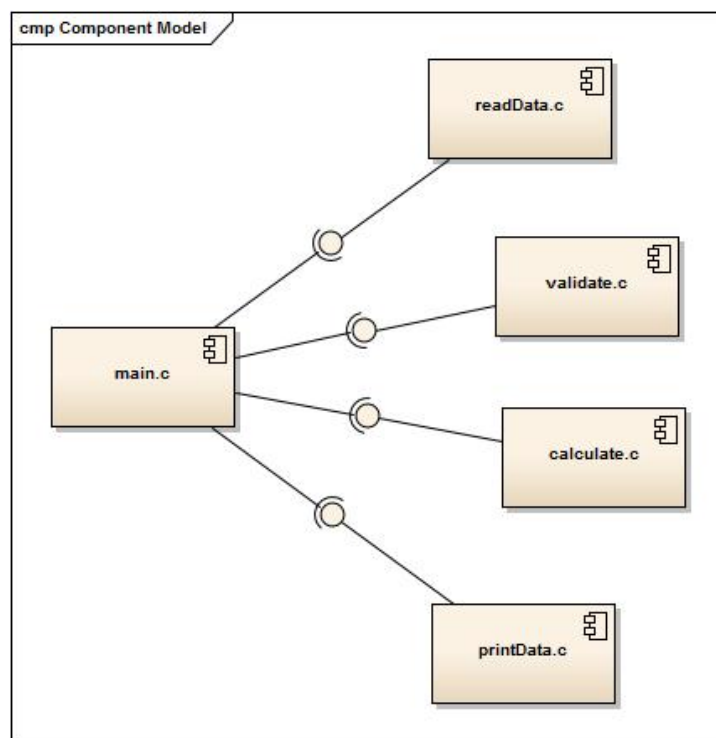 cmp Component Model
readData.c
validate.c
main.c
calculate.c
printData.c